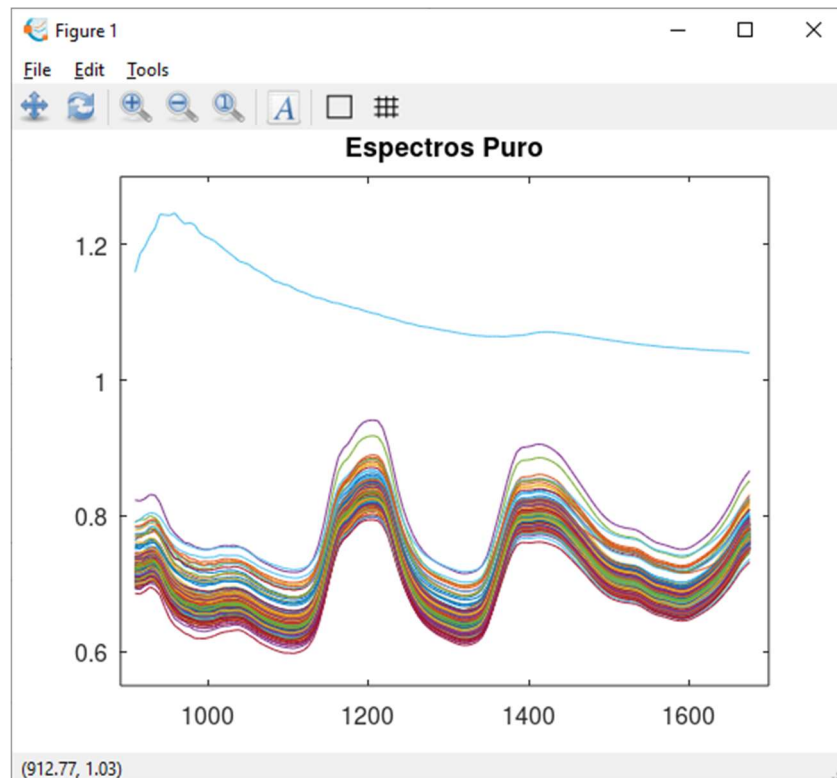 Figure 1
File Edit Tools
A
Espectros Puro
1.2
1
0.8
0.6
1000 1200 1400 1600
(912.77, 1.03)